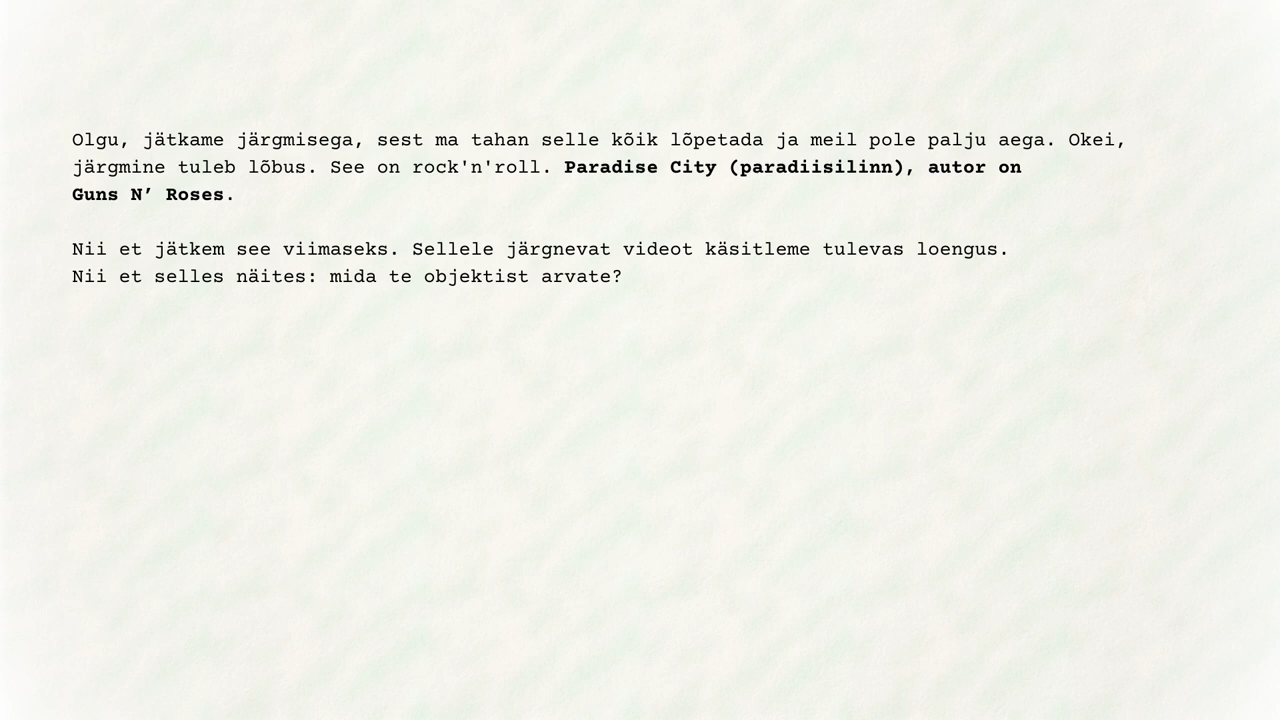 Olgu, jätkame järgmisega, sest ma tahan selle kõik lõpetada ja meil pole palju aega. Okei,
järgmine tuleb lõbus. See on rock'n'roll. Paradise City (paradiisilinn), autor on
Guns N’ Roses.
Nii et jätkem see viimaseks. Sellele järgnevat videot käsitleme tulevas loengus.
Nii et selles näites: mida te objektist arvate?